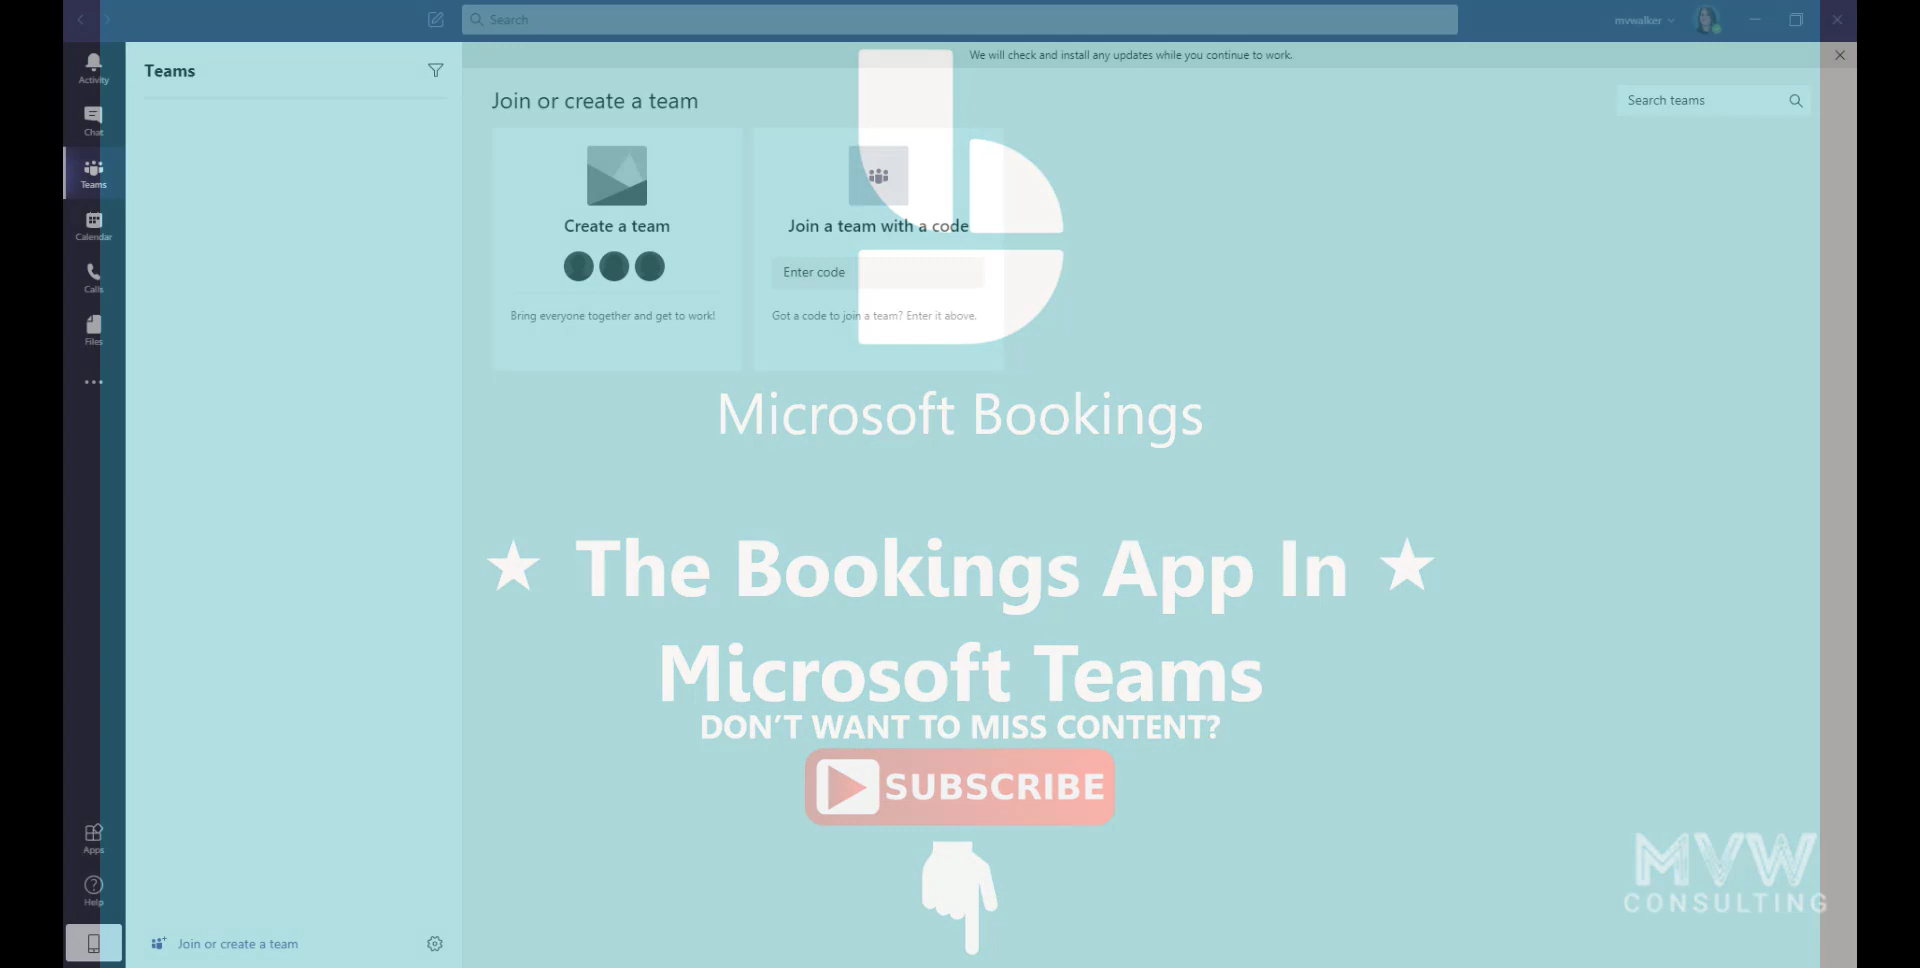 Search
mvwalker
We will check and install any updates while you continue to work.
Activity
Chat
Teams
Calendar
Calls
Files
Apps
Help
Teams
Join or create a team
Join or create a team
Search teams
Create a team
Bring everyone together and get to work!
Join a team with a code
Enter code
Got a code to join a team? Enter it above.
Microsoft Bookings
★ The Bookings App In ★
Microsoft Teams
DON’T WANT TO MISS CONTENT?
SUBSCRIBE
MVW
CONSULTING